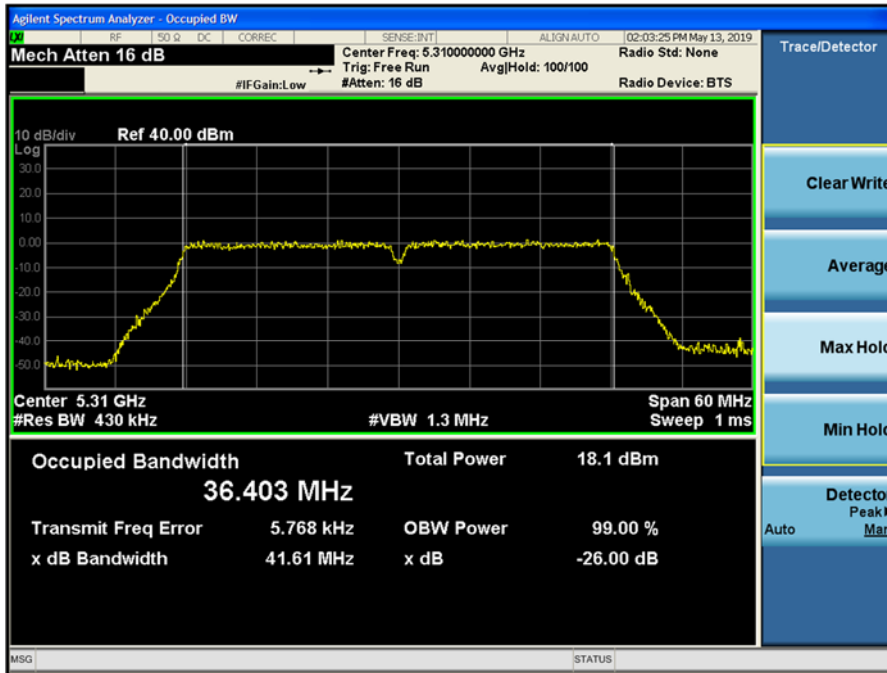 Agilent Spectrum Analyzer - Occupied BW
LXI RF 50 Ω DC CORREC SENSE:INT ALIGN AUTO 02:03:25 PM May 13, 2019
Mech Atten 16 dB
Center Freq: 5.310000000 GHz
Radio Std: None
Trig: Free Run Avg|Hold: 100/100
#IFGain:Low #Atten: 16 dB Radio Device: BTS
Trace/Detector
10 dB/div Ref 40.00 dBm
Log
30.0
20.0
10.0
0.00
-10.0
-20.0
-30.0
-40.0
-50.0
Center 5.31 GHz Span 60 MHz
#Res BW 430 kHz #VBW 1.3 MHz Sweep 1 ms
Occupied Bandwidth Total Power 18.1 dBm
36.403 MHz
Transmit Freq Error 5.768 kHz OBW Power 99.00 %
x dB Bandwidth 41.61 MHz x dB -26.00 dB
Clear Write
Average
Max Hold
Min Hold
Detecto
Peak
Auto Man
MSG STATUS